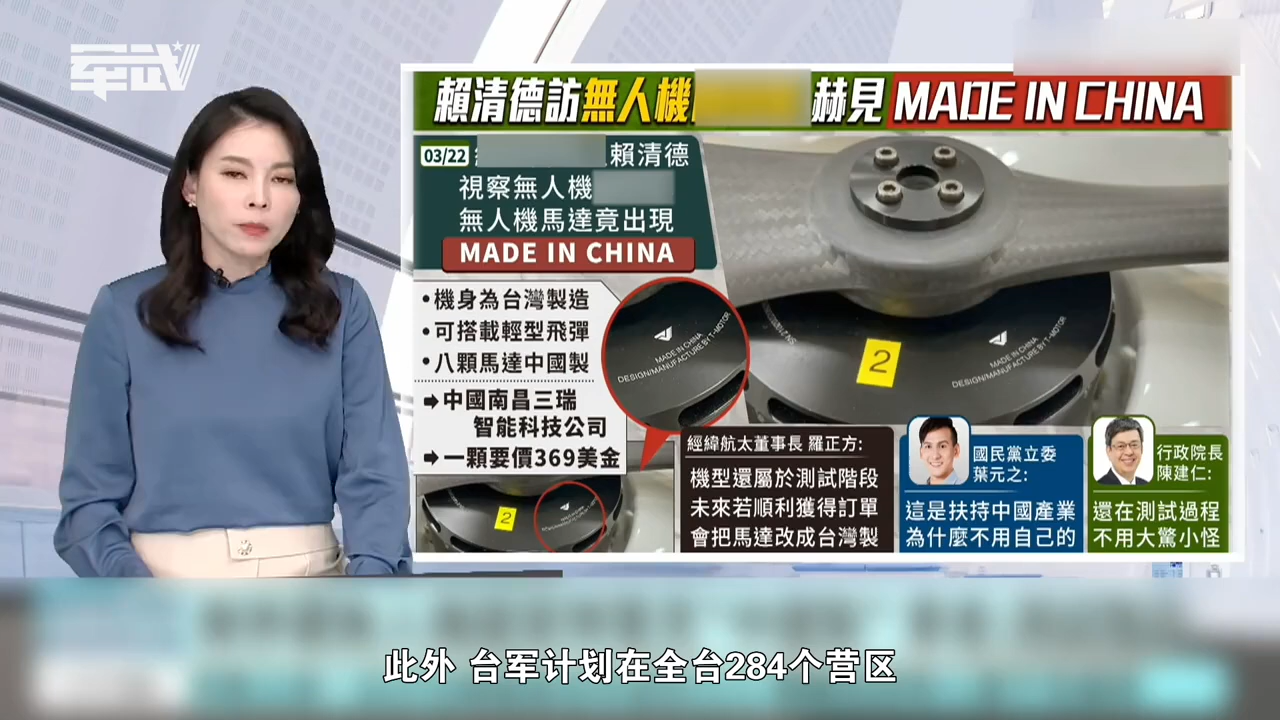 军武
賴清德訪無人機 赫見 MADE IN CHINA
03/22 賴清德
視察無人機
無人機馬達竟出現
MADE IN CHINA
•機身為台灣製造
•可搭載輕型飛彈
•八顆馬達中國製
➡中國南昌三瑞
智能科技公司
➡一顆要價369美金
MADE IN CHINA
DESIGN/MANUFACTURE BY T-MOTOR
2
MADE IN CHINA
DESIGN/MANUFACTURE BY T-MOTOR
2
經緯航太董事長 羅正方:
機型還屬於測試階段
未來若順利獲得訂單
會把馬達改成台灣製
國民黨立委
葉元之:
這是扶持中國產業
為什麼不用自己的
行政院長
陳建仁:
還在測試過程
不用大驚小怪
此外 台军计划在全台284个营区